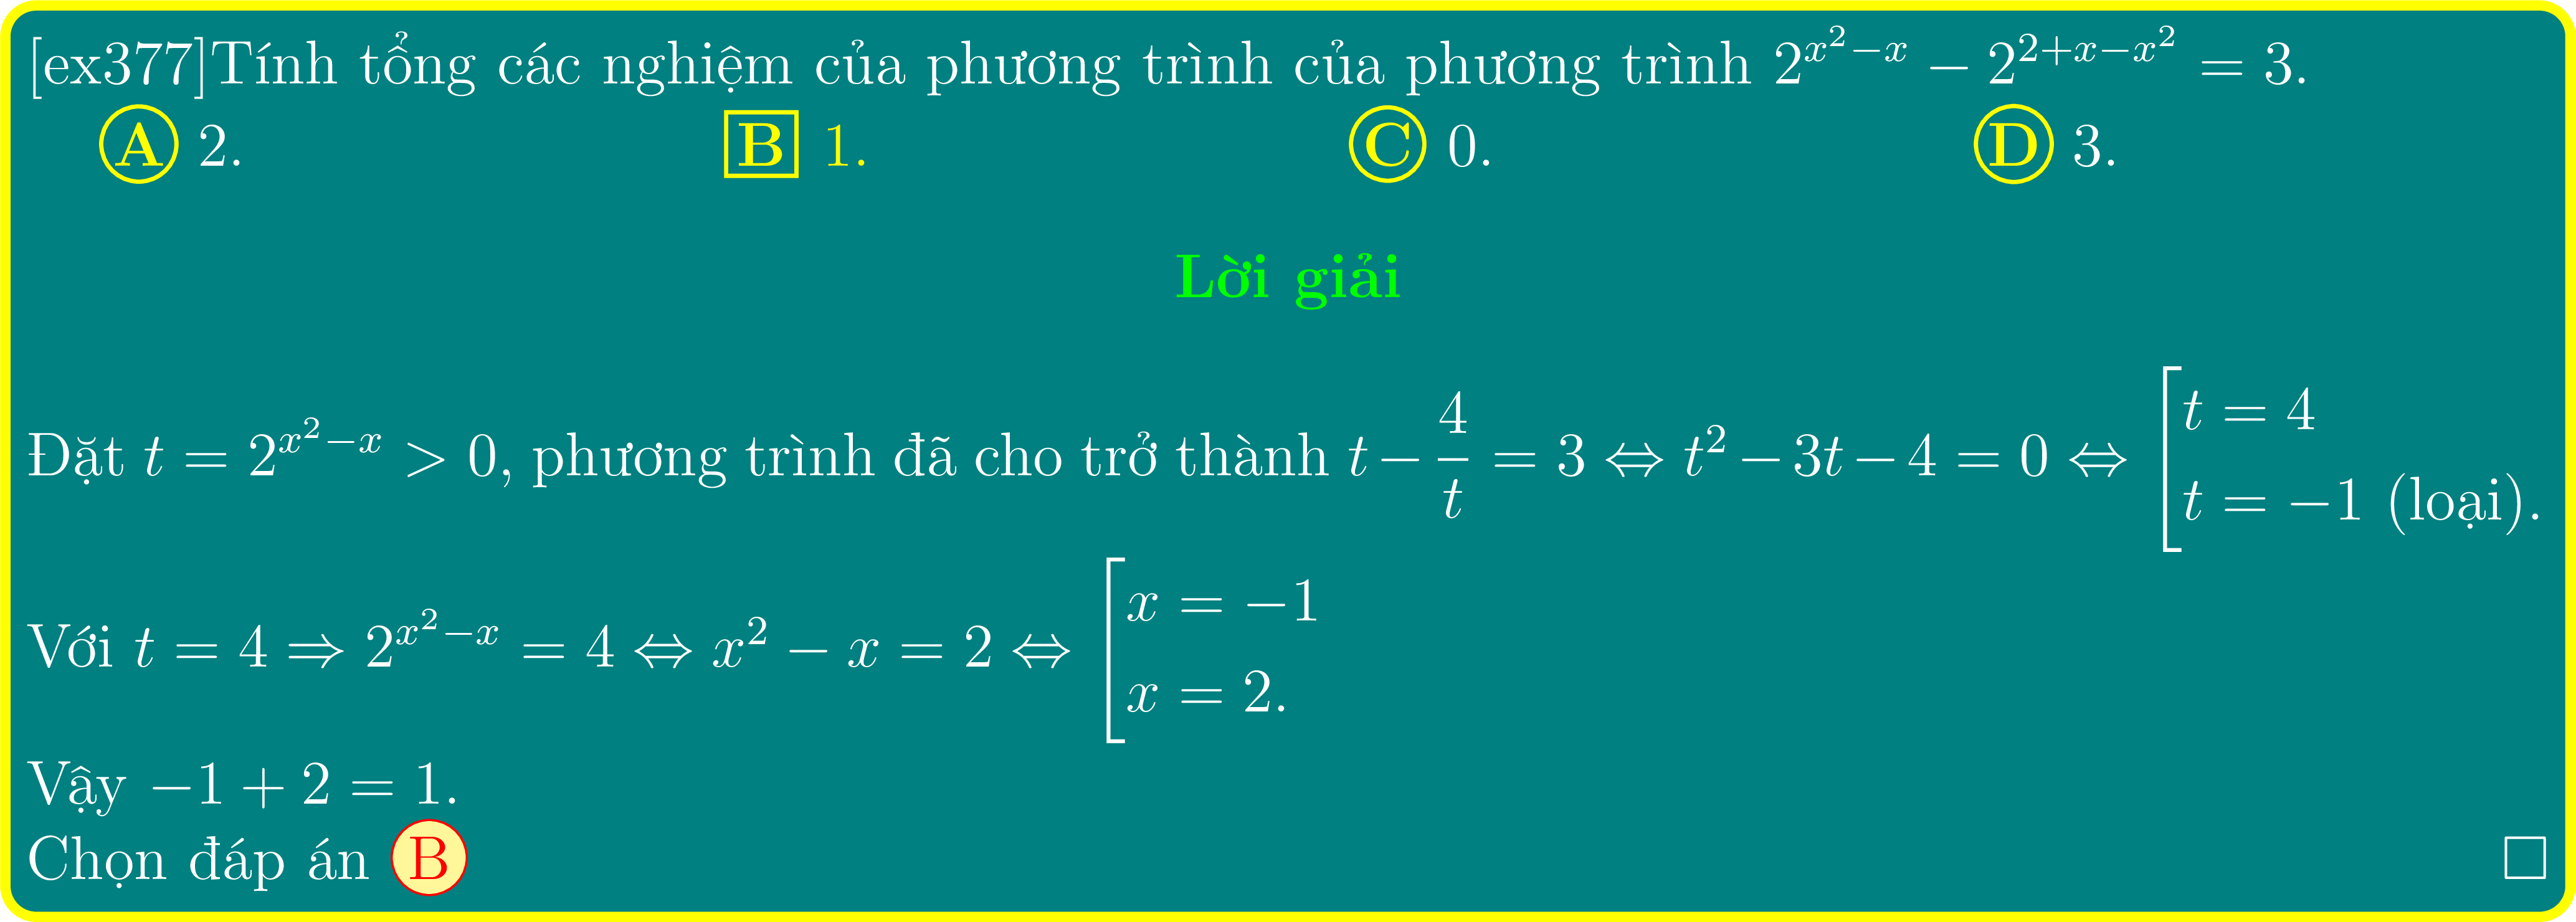 [ex377]Tính tổng các nghiệm của phương trình của phương trình $2^{x^2-x} - 2^{2+x-x^2} = 3$.
A 2. B 1. C 0. D 3.
Lời giải
Đặt $t = 2^{x^2-x} > 0$, phương trình đã cho trở thành $t - \dfrac{4}{t} = 3 \Leftrightarrow t^2 - 3t - 4 = 0 \Leftrightarrow \left[\begin{array}{l} t = 4 \\ t = -1 \text{ (loại)}. \end{array}\right.$
Với $t = 4 \Rightarrow 2^{x^2-x} = 4 \Leftrightarrow x^2 - x = 2 \Leftrightarrow \left[\begin{array}{l} x = -1 \\ x = 2. \end{array}\right.$
Vậy $-1 + 2 = 1$.
Chọn đáp án B □